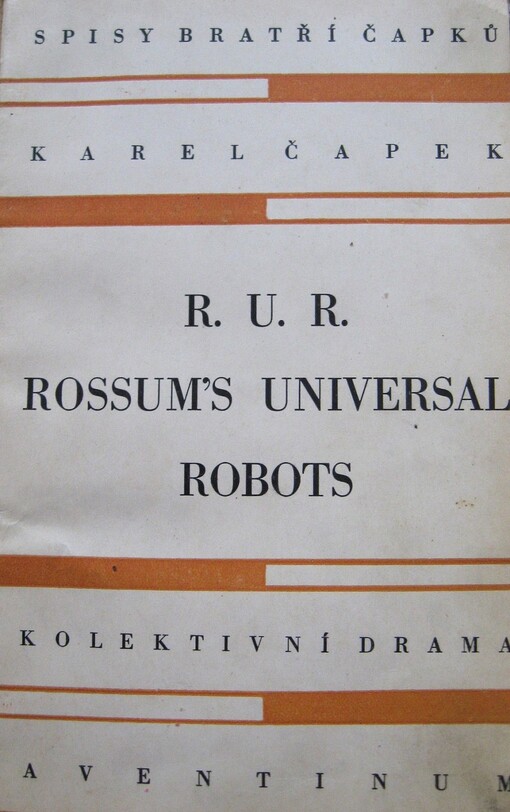 SPISY BRATŘÍ ČAPKŮ
KAREL ČAPEK
R. U. R.
ROSSUM'S UNIVERSAL
ROBOTS
KOLEKTIVNÍ DRAMA
AVENTINUM